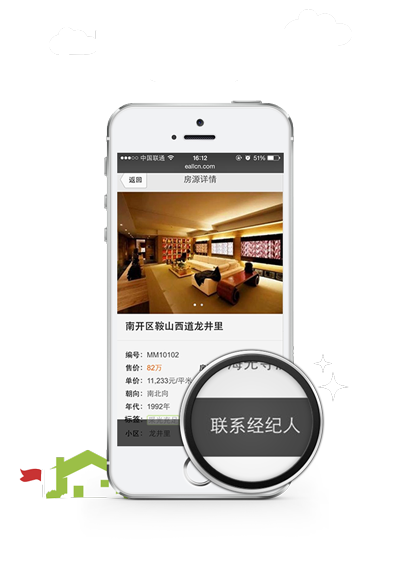 中国联通 16:12 51%
eallcn.com
返回 房源详情
南开区鞍山西道龙井里
编号: MM10102
售价: 82万
单价: 11,233元/平米
朝向: 南北向
年代: 1992年
标签:
小区: 龙井里
联系经纪人